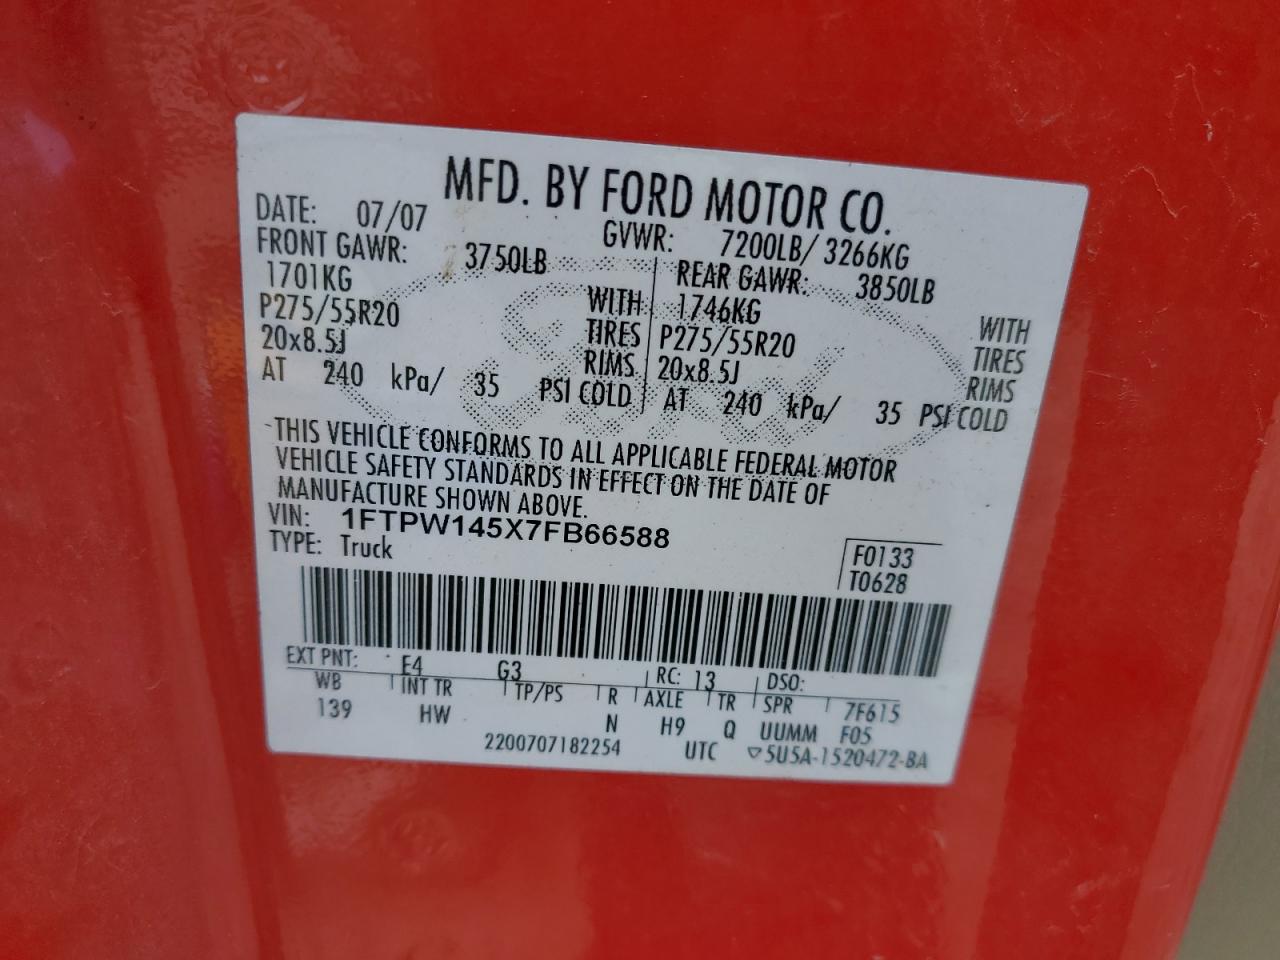 MFD. BY FORD MOTOR CO.
DATE: 07/07 GVWR: 7200LB/ 3266KG
FRONT GAWR: 3750LB REAR GAWR: 3850LB
1701KG WITH 1746KG WITH
P275/55R20 TIRES P275/55R20 TIRES
20x8.5J RIMS 20x8.5J RIMS
AT 240 kPa/ 35 PSI COLD AT 240 kPa/ 35 PSI COLD
THIS VEHICLE CONFORMS TO ALL APPLICABLE FEDERAL MOTOR
VEHICLE SAFETY STANDARDS IN EFFECT ON THE DATE OF
MANUFACTURE SHOWN ABOVE.
VIN: 1FTPW145X7FB66588
TYPE: Truck
F0133
T0628
EXT PNT: E4 G3 RC: 13 DSO:
WB INT TR TP/PS R AXLE TR SPR 7F615
139 HW N H9 Q UUMM F05
2200707182254 UTC ▽5U5A-1520472-BA
Ford